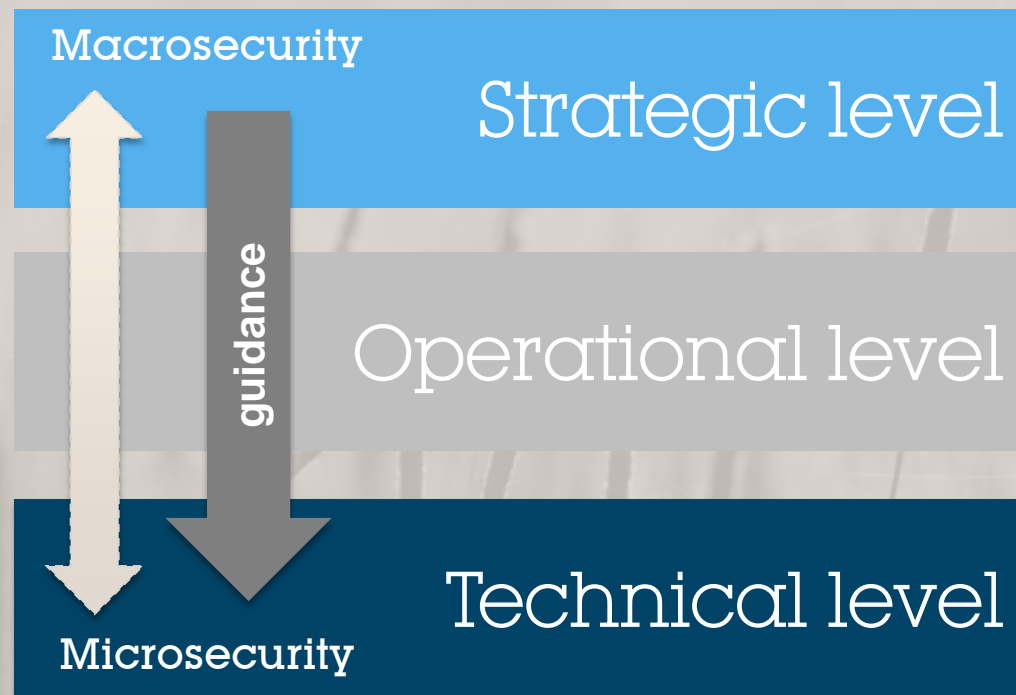 Macrosecurity
Strategic level
guidance
Operational level
Technical level
Microsecurity